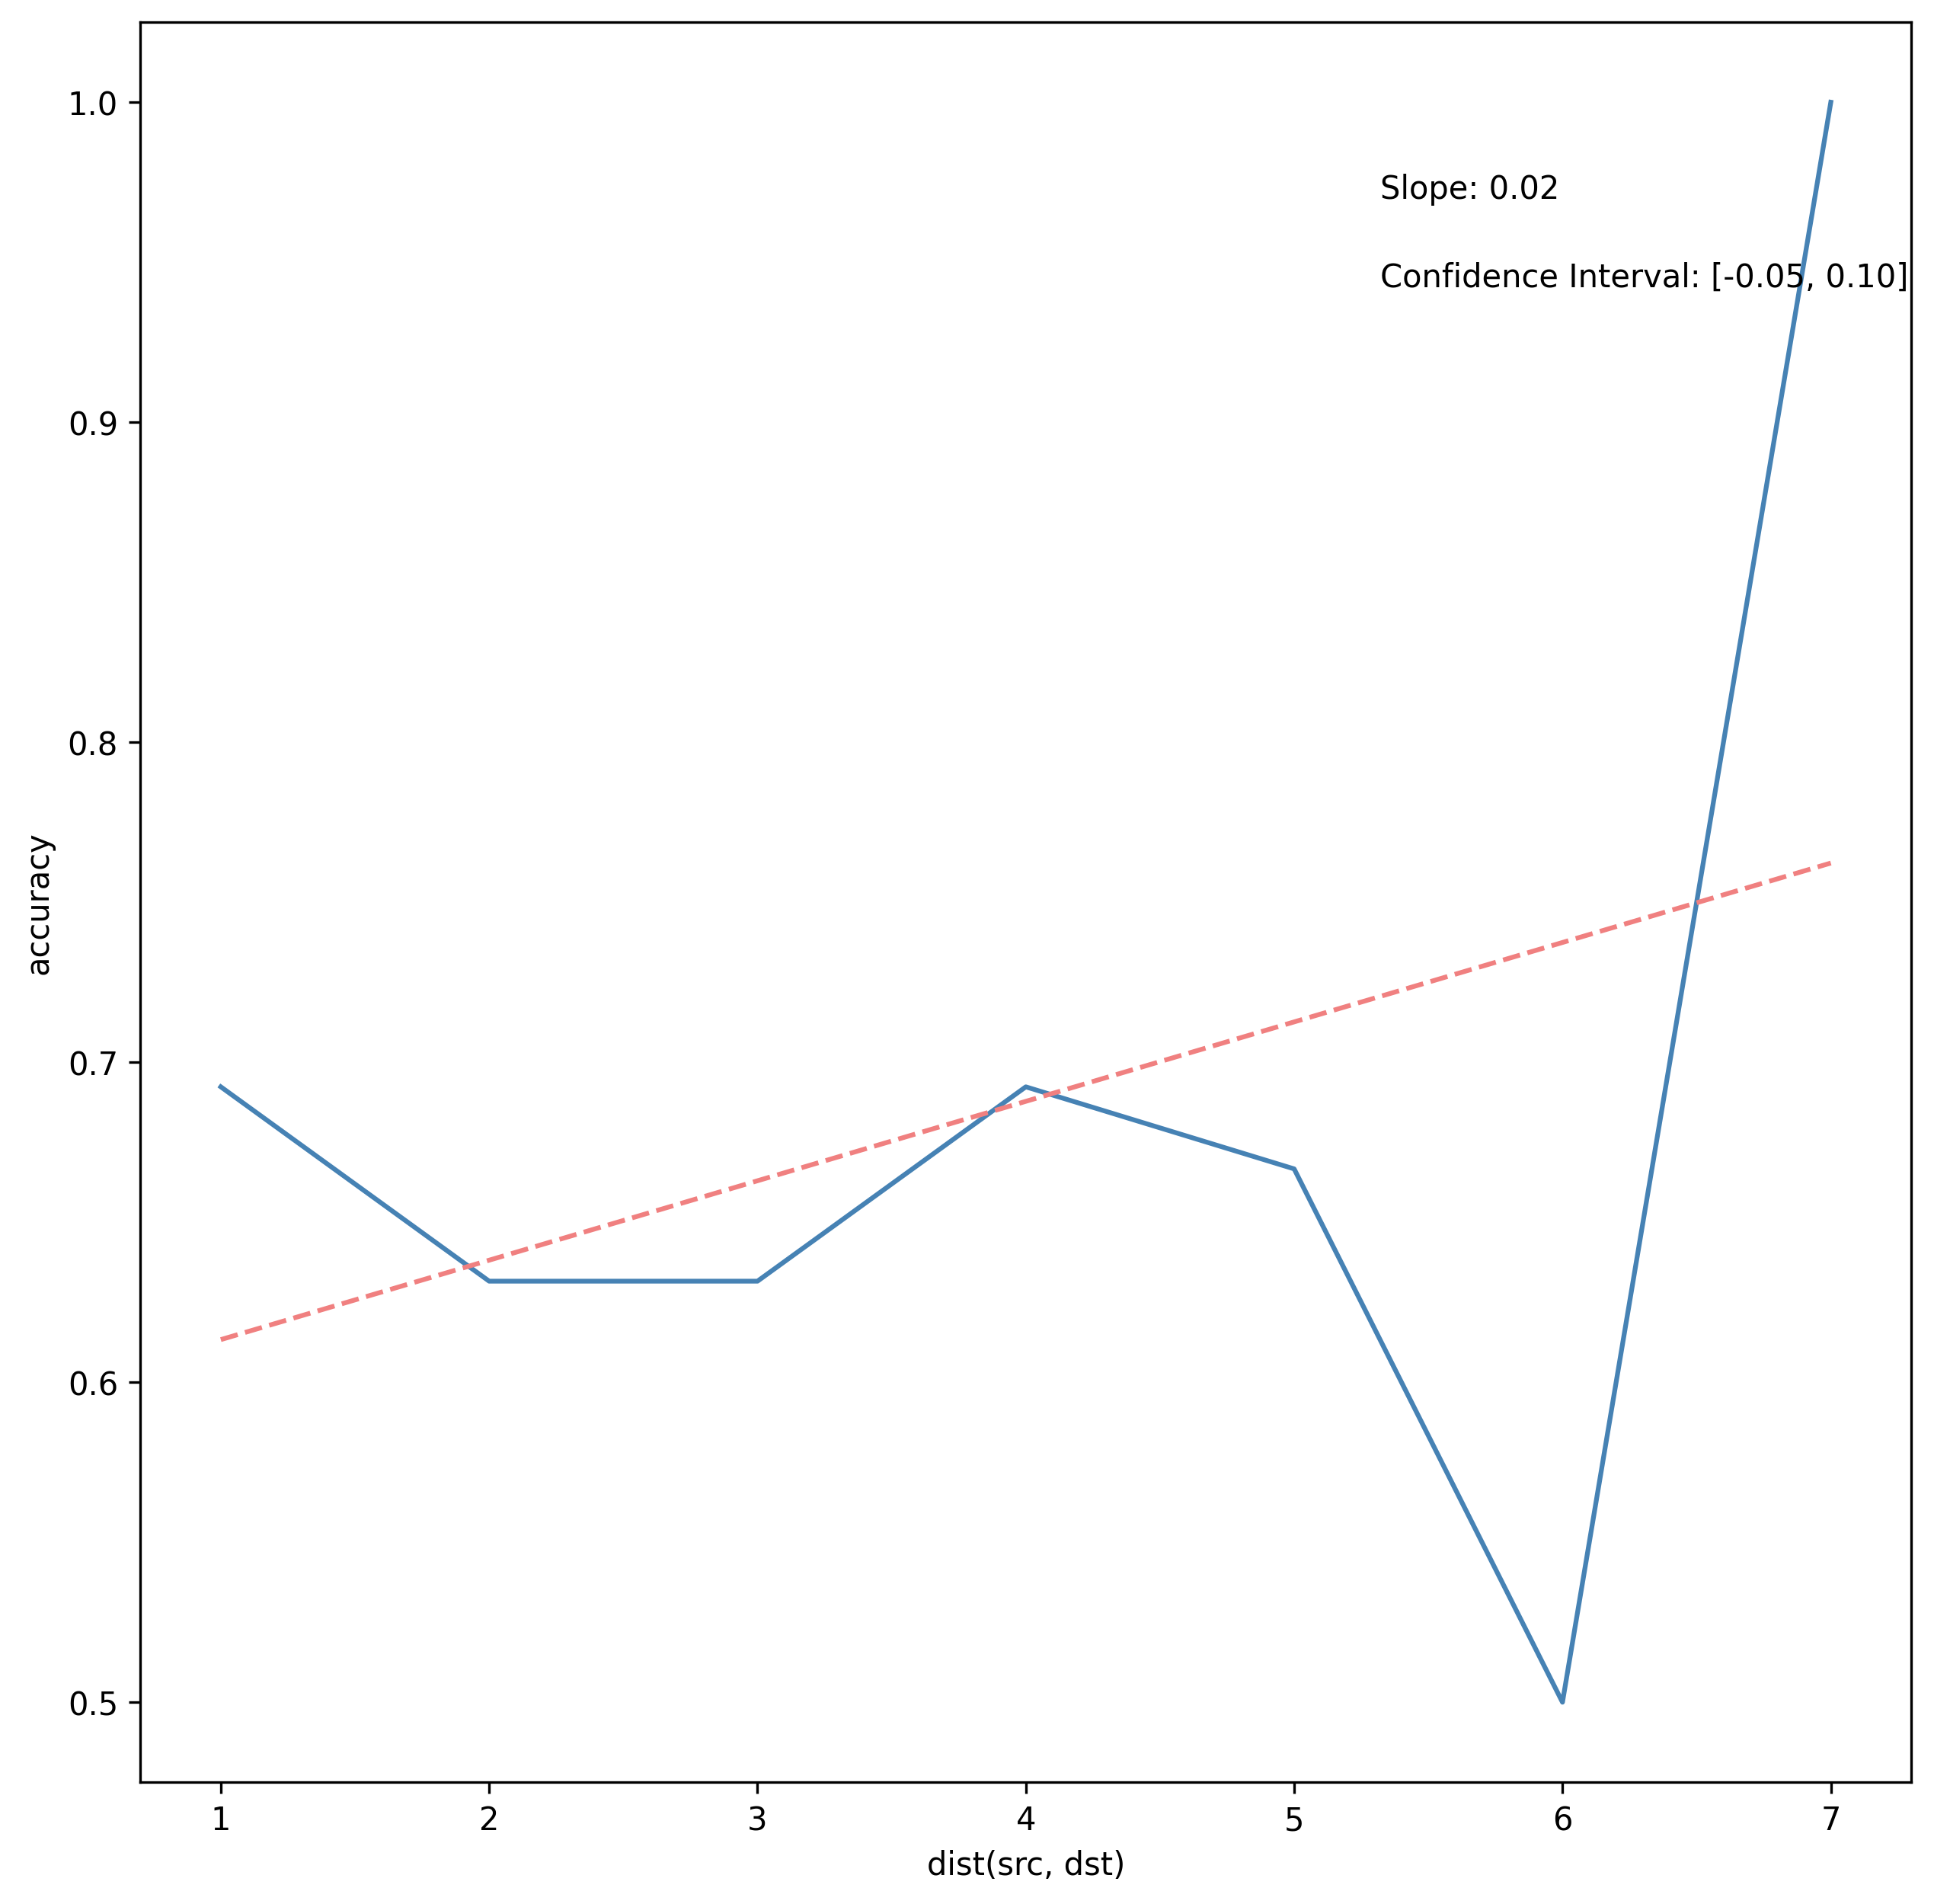 1.0
Slope: 0.02
Confidence Interval: [-0.05, 0.10]
0.9
0.8
accuracy
0.7
0.6
0.5
1 2 3 4 5 6 7
dist(src, dst)